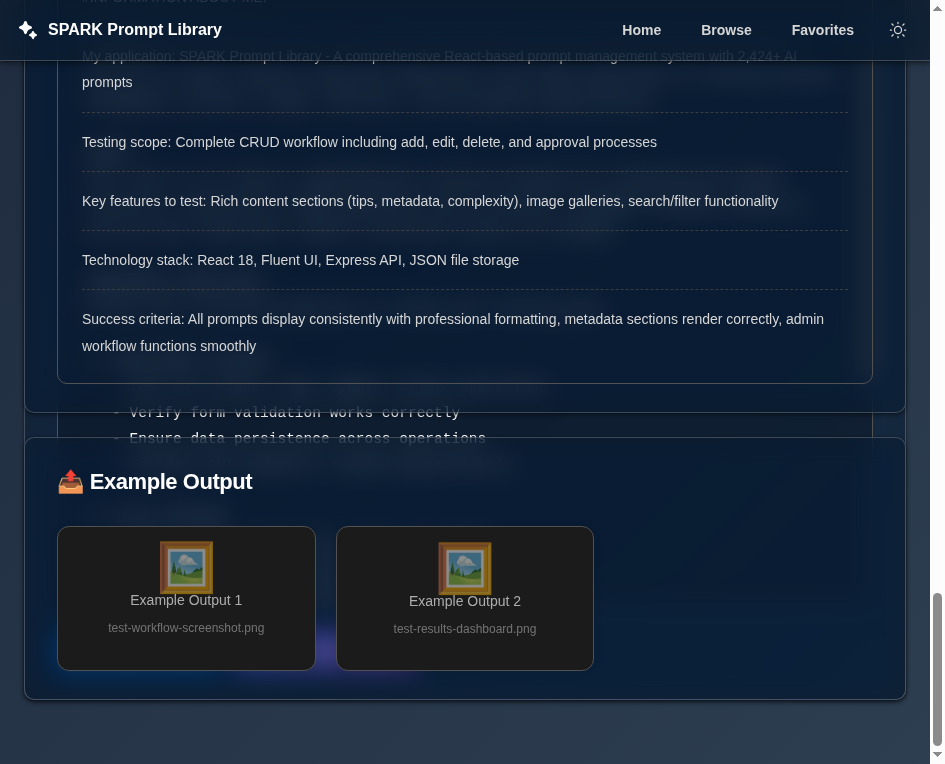 #INFORMATION ABOUT ME:
SPARK Prompt Library
Home
Browse
Favorites
My application: SPARK Prompt Library - A comprehensive React-based prompt management system with 2,424+ AI
prompts
Testing scope: Complete CRUD workflow including add, edit, delete, and approval processes
Key features to test: Rich content sections (tips, metadata, complexity), image galleries, search/filter functionality
Technology stack: React 18, Fluent UI, Express API, JSON file storage
Success criteria: All prompts display consistently with professional formatting, metadata sections render correctly, admin
workflow functions smoothly
- Verify form validation works correctly
- Ensure data persistence across operations
📤 Example Output
Example Output 1
test-workflow-screenshot.png
Example Output 2
test-results-dashboard.png